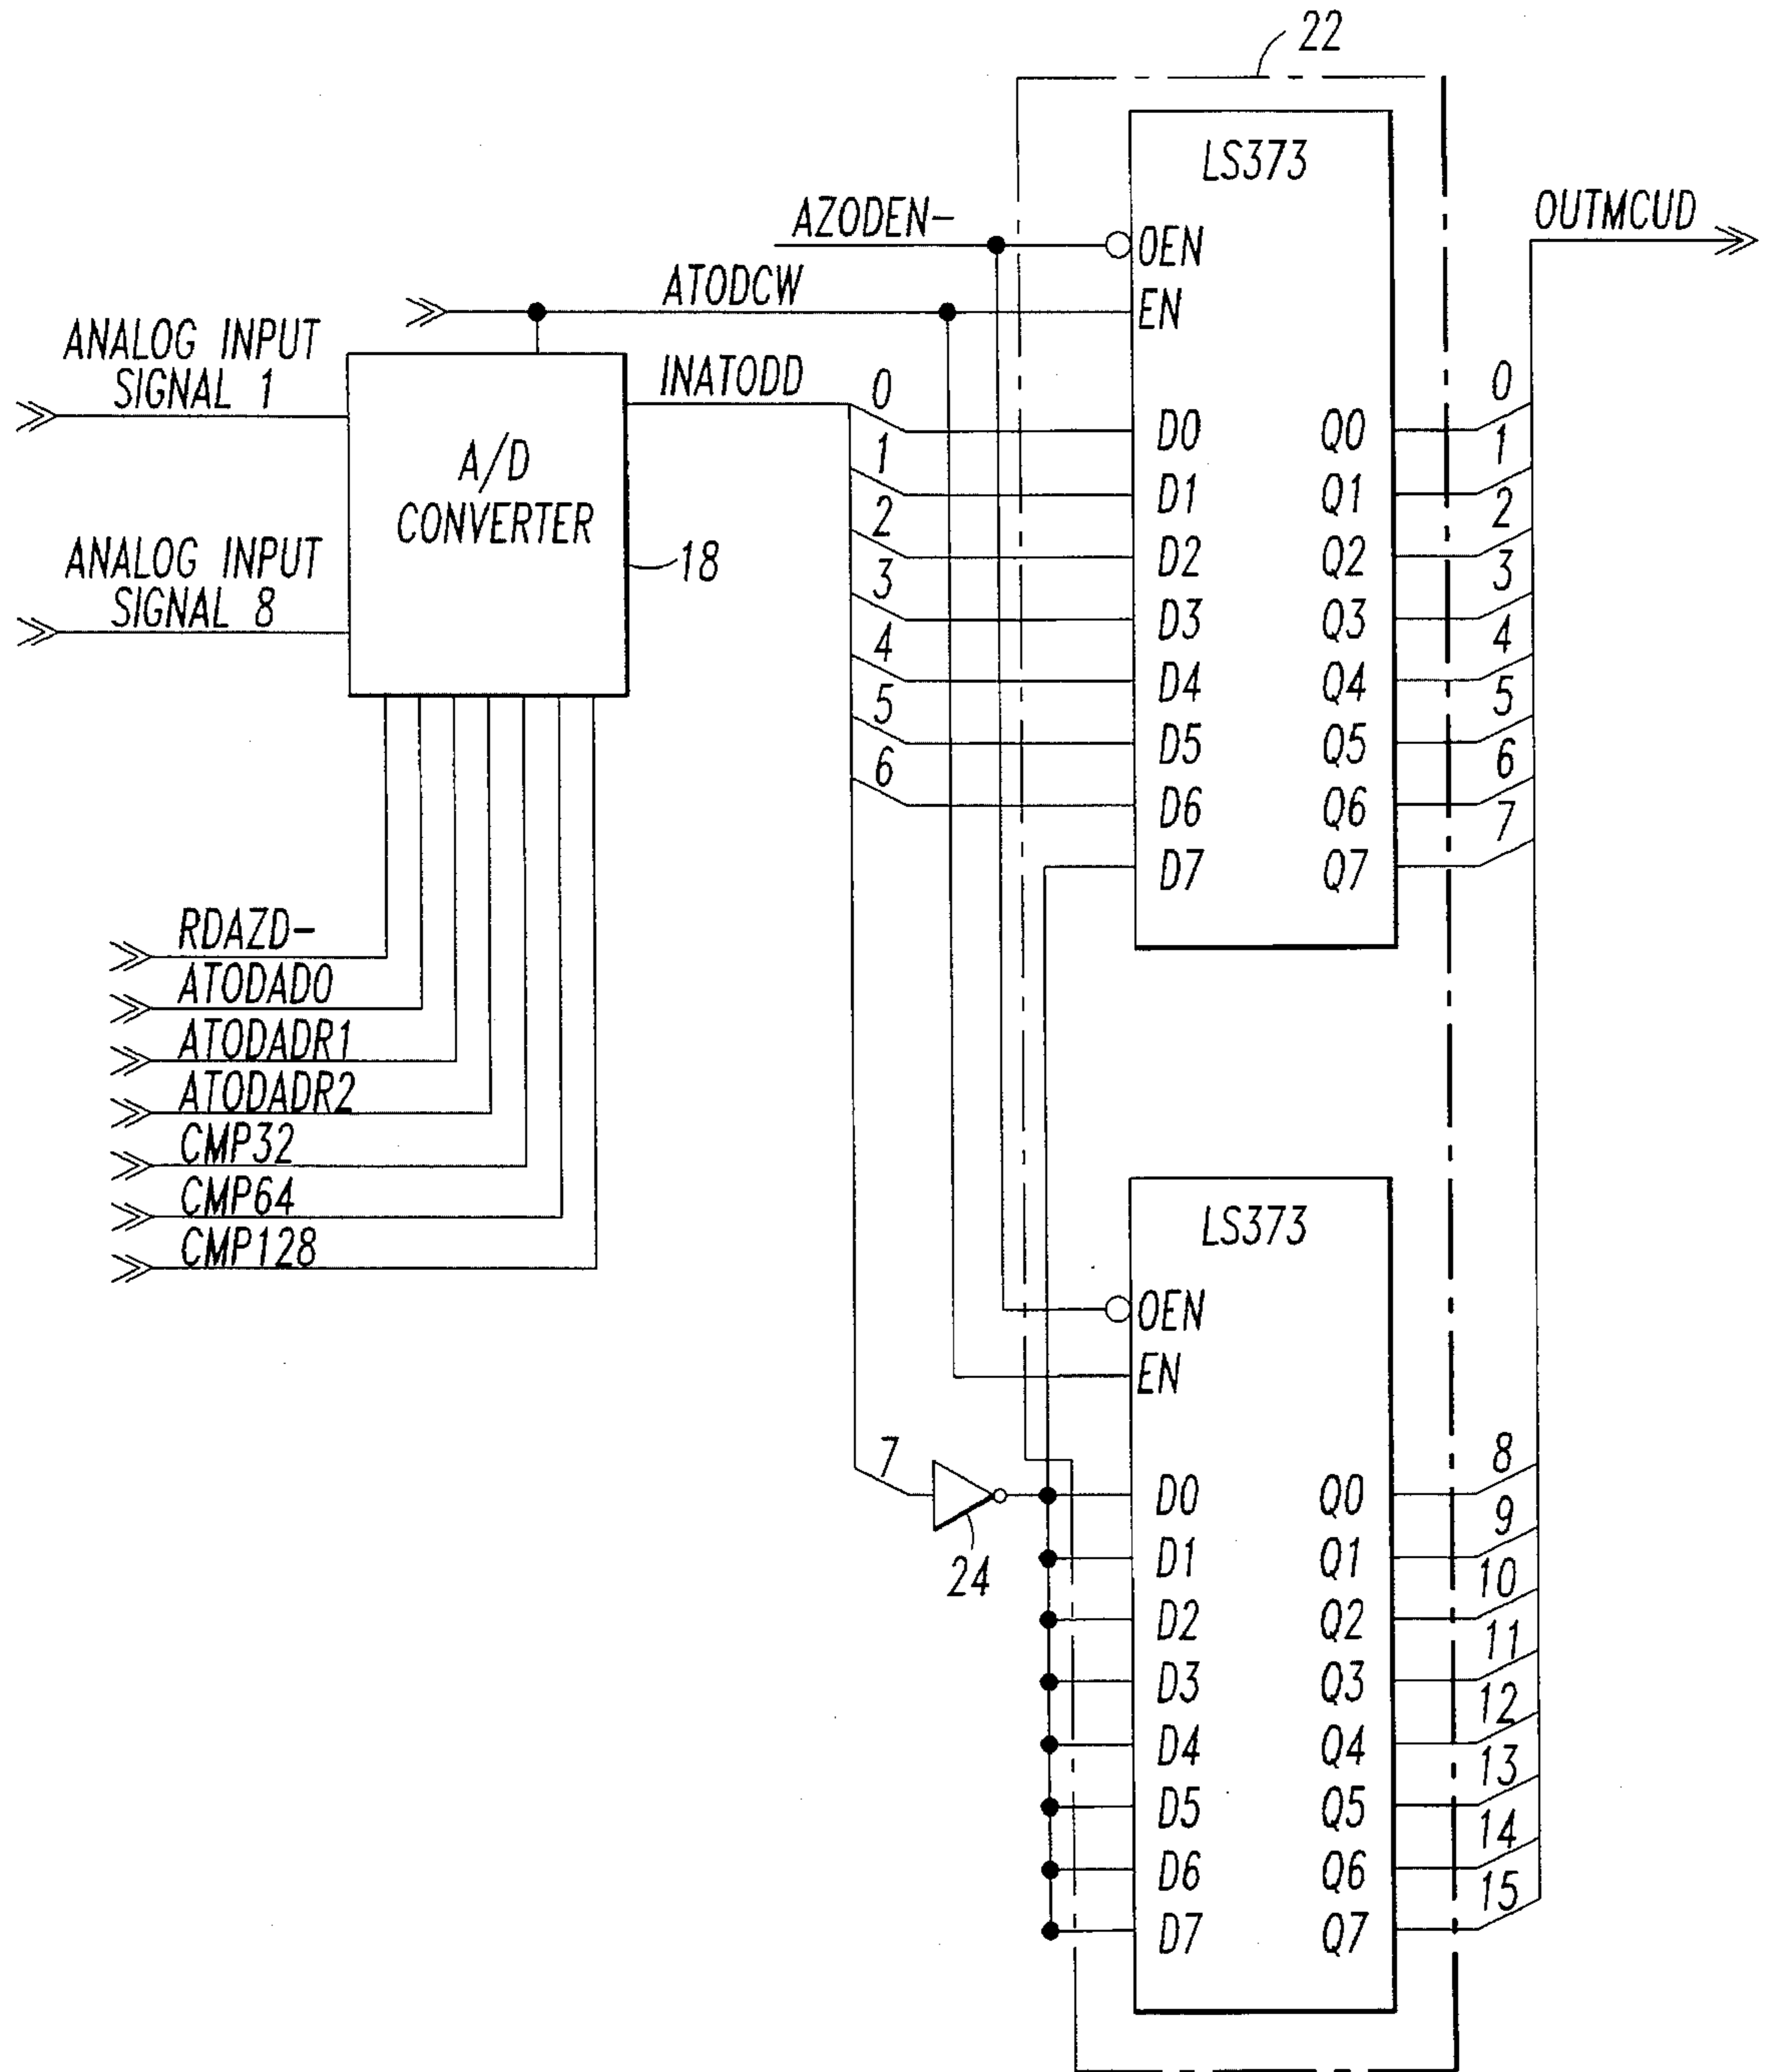 22
LS373
AZODEN-
OEN
OUTMCUD
ATODCW
EN
ANALOG INPUT
SIGNAL 1
INATODD
A/D
CONVERTER
18
ANALOG INPUT
SIGNAL 8
0
D0
Q0
0
1
D1
Q1
1
2
D2
Q2
2
3
D3
Q3
3
4
D4
Q4
4
5
D5
Q5
5
6
D6
Q6
6
D7
Q7
7
RDAZD-
ATODAD0
ATODADR1
ATODADR2
CMP32
CMP64
CMP128
LS373
OEN
EN
7
24
D0
Q0
8
D1
Q1
9
D2
Q2
10
D3
Q3
11
D4
Q4
12
D5
Q5
13
D6
Q6
14
D7
Q7
15